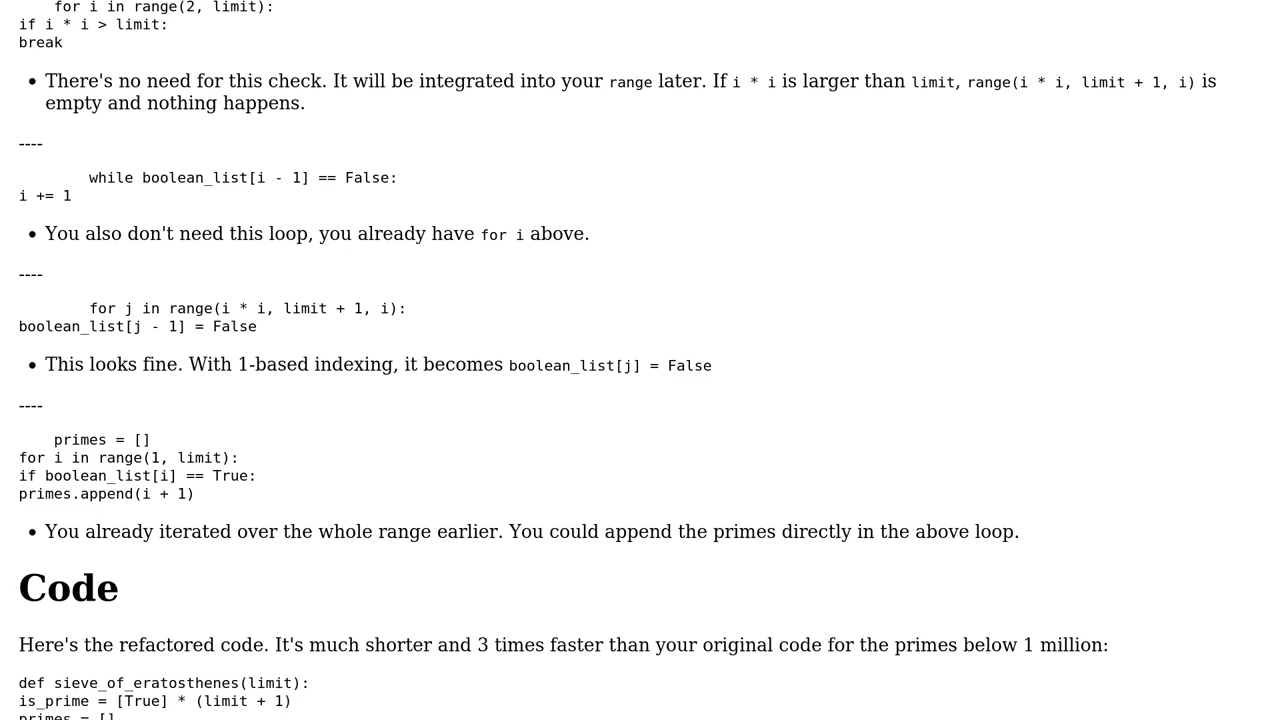 for i in range(2, limit):
if i * i > limit:
break
• There's no need for this check. It will be integrated into your range later. If i * i is larger than limit, range(i * i, limit + 1, i) is
empty and nothing happens.
----
while boolean_list[i - 1] == False:
i += 1
• You also don't need this loop, you already have for i above.
----
for j in range(i * i, limit + 1, i):
boolean_list[j - 1] = False
• This looks fine. With 1-based indexing, it becomes boolean_list[j] = False
----
primes = []
for i in range(1, limit):
if boolean_list[i] == True:
primes.append(i + 1)
• You already iterated over the whole range earlier. You could append the primes directly in the above loop.
Code
Here's the refactored code. It's much shorter and 3 times faster than your original code for the primes below 1 million:
def sieve_of_eratosthenes(limit):
is_prime = [True] * (limit + 1)
primes = []